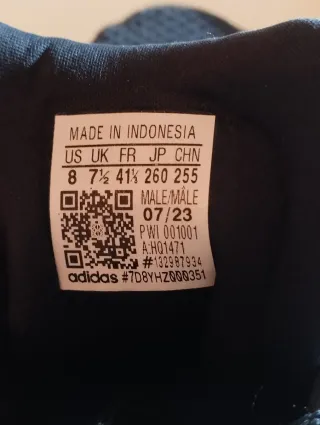 MADE IN INDONESIA
US UK FR JP CHN
8 7½ 41⅓ 260 255
MALE/MÂLE
07/23
PWI 001001
A:HQ1471
#132987934
adidas #7D8YHZ000351